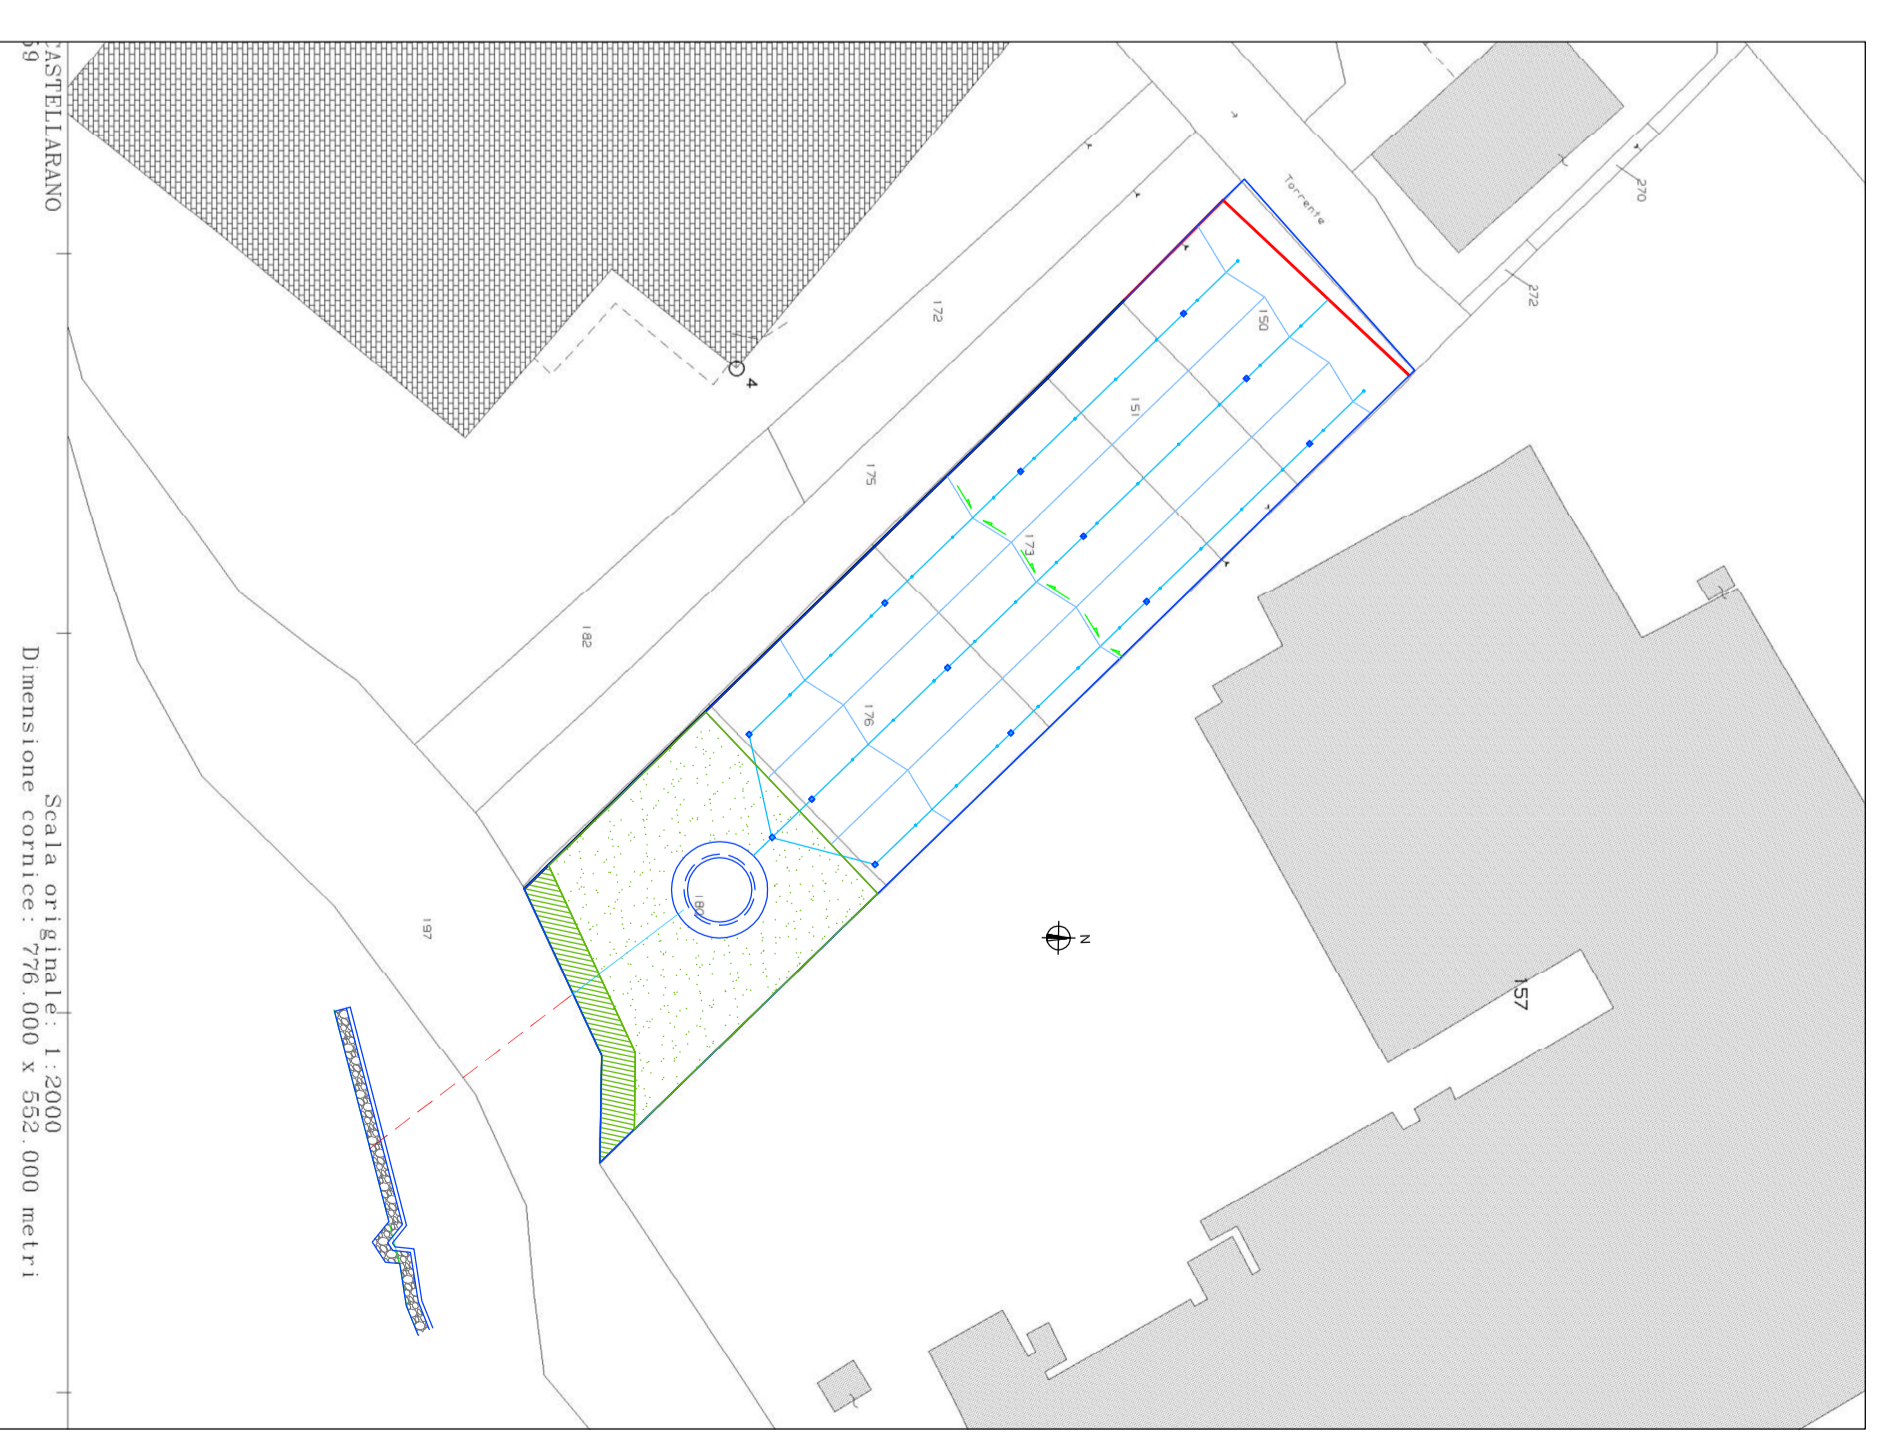 CASTELLARANO
69
Scala originale: 1:2000
Dimensione cornice: 776.000 x 552.000 metri
Torrente
270
272
150
151
172
4
175
173
182
176
180
197
N
157